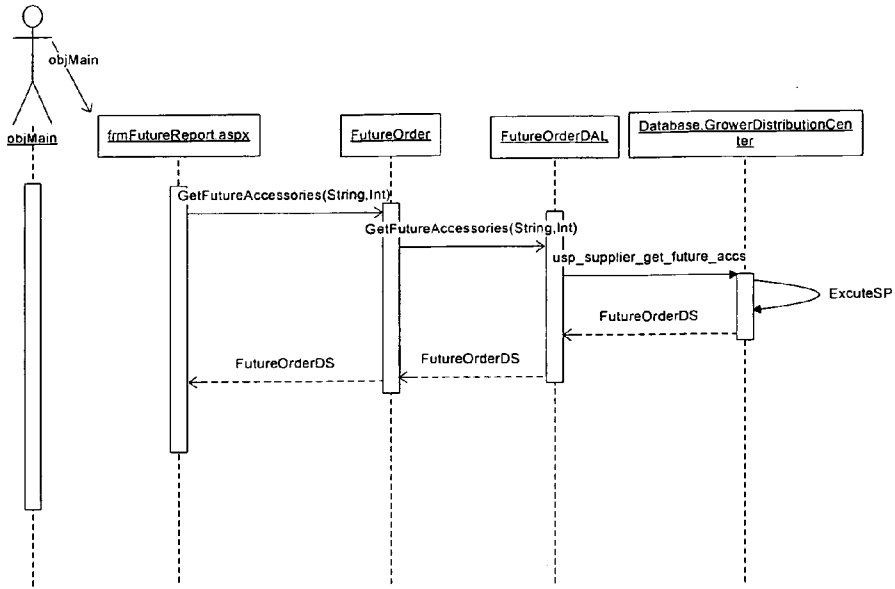 objMain
objMain
frmFutureReport.aspx
FutureOrder
FutureOrderDAL
Database.GrowerDistributionCen
ter
GetFutureAccessories(String,Int)
GetFutureAccessories(String,Int)
usp_supplier_get_future_accs
ExcuteSP
FutureOrderDS
FutureOrderDS
FutureOrderDS